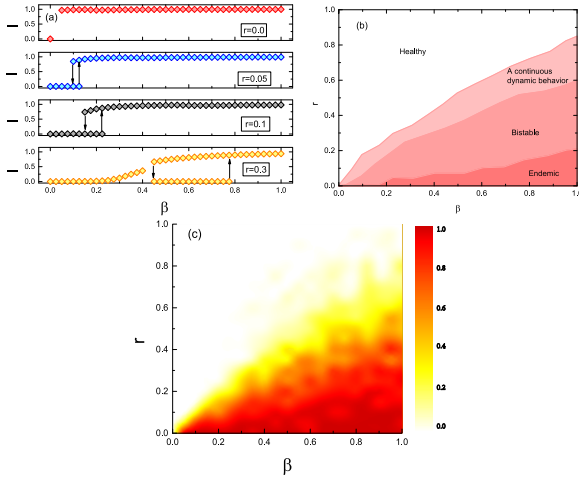 (a)
1.0
0.5
0.0
r=0.0
1.0
0.5
0.0
r=0.05
1.0
0.5
0.0
r=0.1
1.0
0.5
0.0
r=0.3
I
I
I
I
0.0 0.2 0.4 0.6 0.8 1.0
β
(b)
1.0
0.8
0.6
0.4
0.2
0.0
r
Healthy
A continuous
dynamic behavior
Bistable
Endemic
0.0 0.2 0.4 0.6 0.8 1.0
β
(c)
1.0
0.8
0.6
0.4
0.2
0.0
r
0.0 0.2 0.4 0.6 0.8 1.0
β
1.0
0.8
0.6
0.4
0.2
0.0